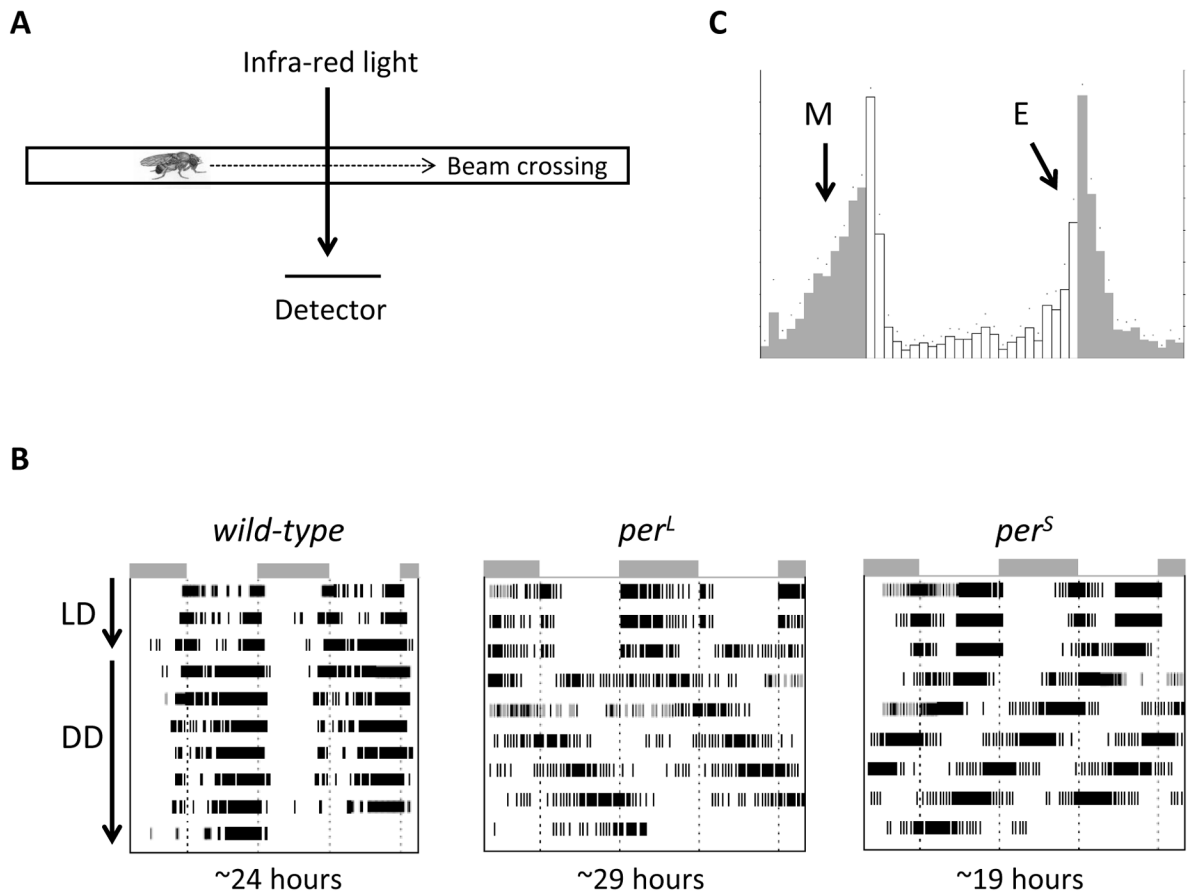 A
Infra-red light
Beam crossing
Detector
C
M
E
B
wild-type
per^L
per^S
LD
DD
~24 hours
~29 hours
~19 hours